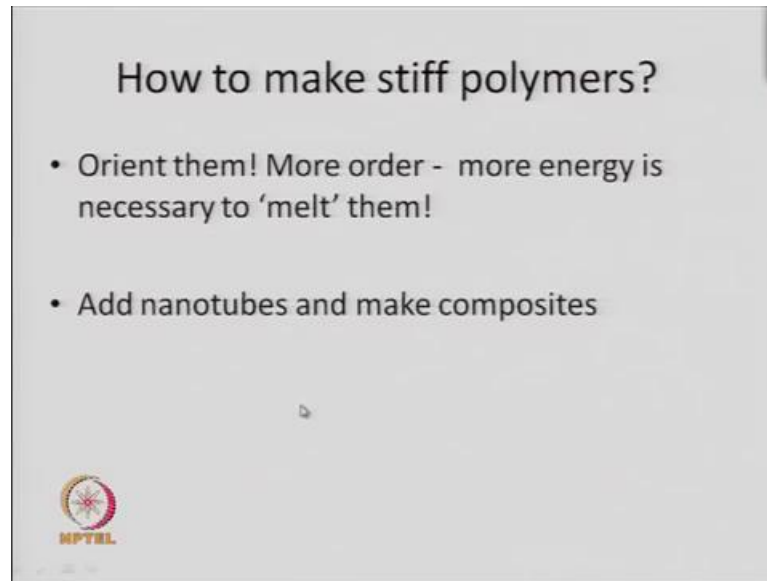 How to make stiff polymers?
• Orient them! More order - more energy is
necessary to ‘melt’ them!
• Add nanotubes and make composites
NPTEL